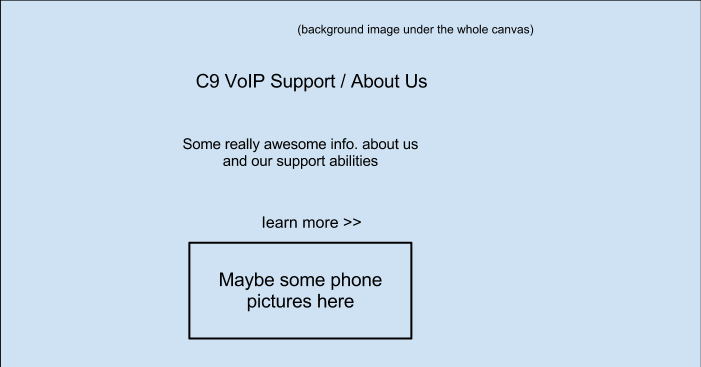 (background image under the whole canvas)
C9 VoIP Support / About Us
Some really awesome info. about us
and our support abilities
learn more >>
Maybe some phone
pictures here